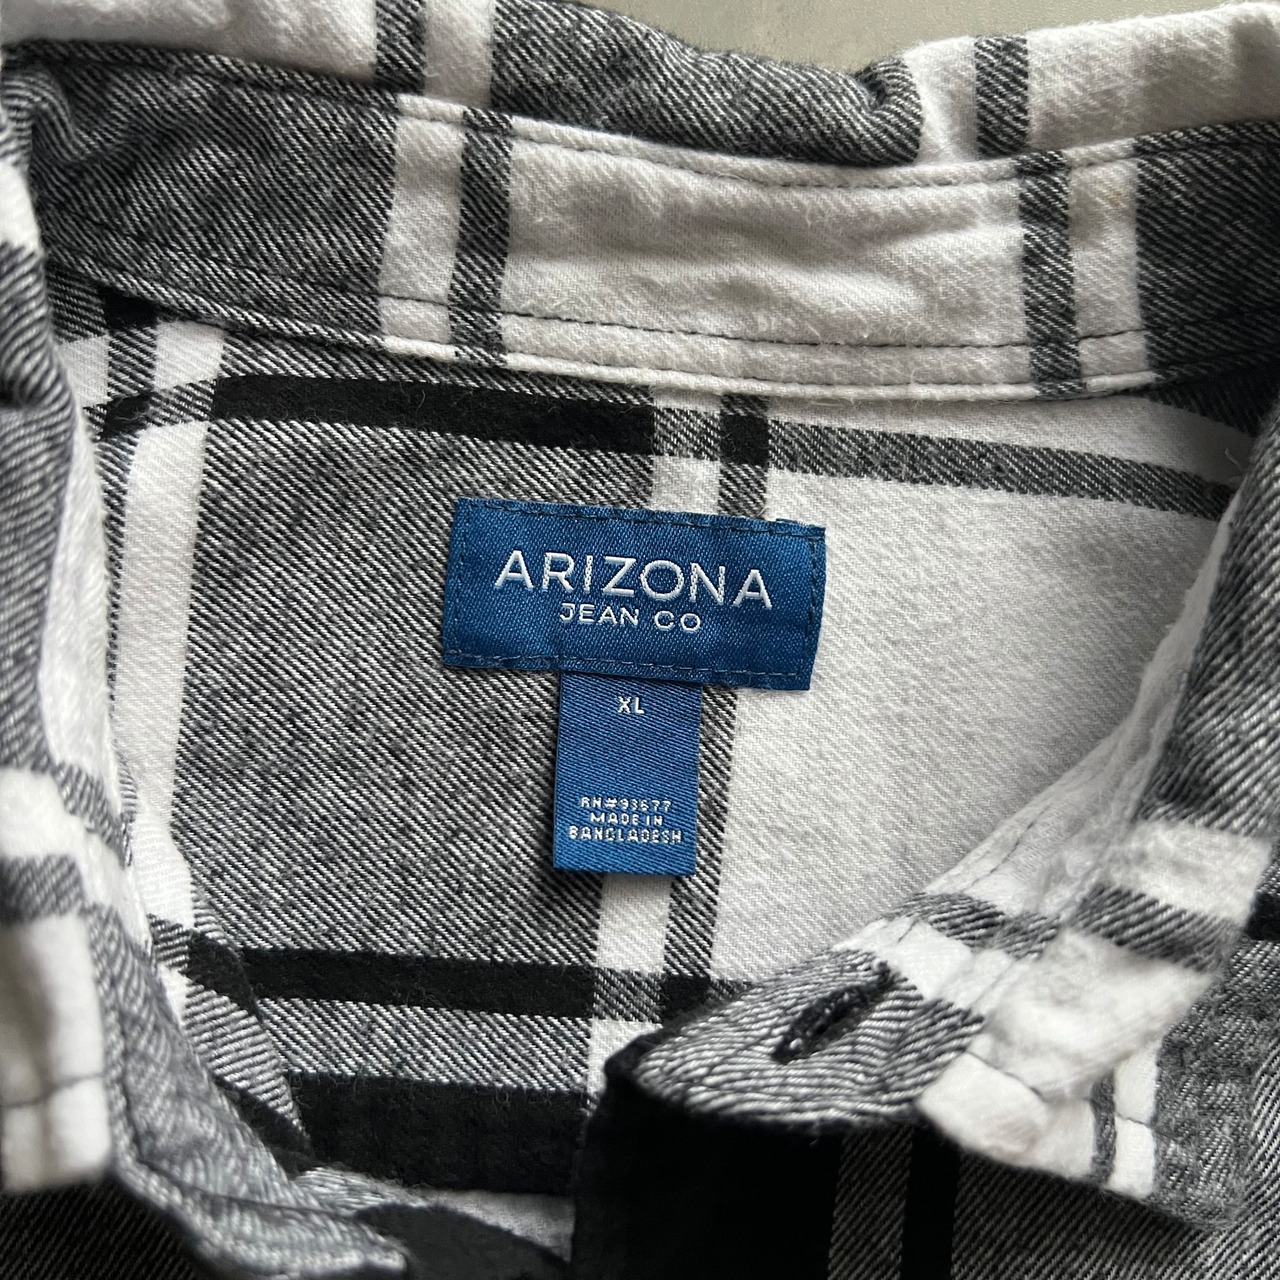 ARIZONA
JEAN CO
XL
RN#93677
MADE IN
BANGLADESH